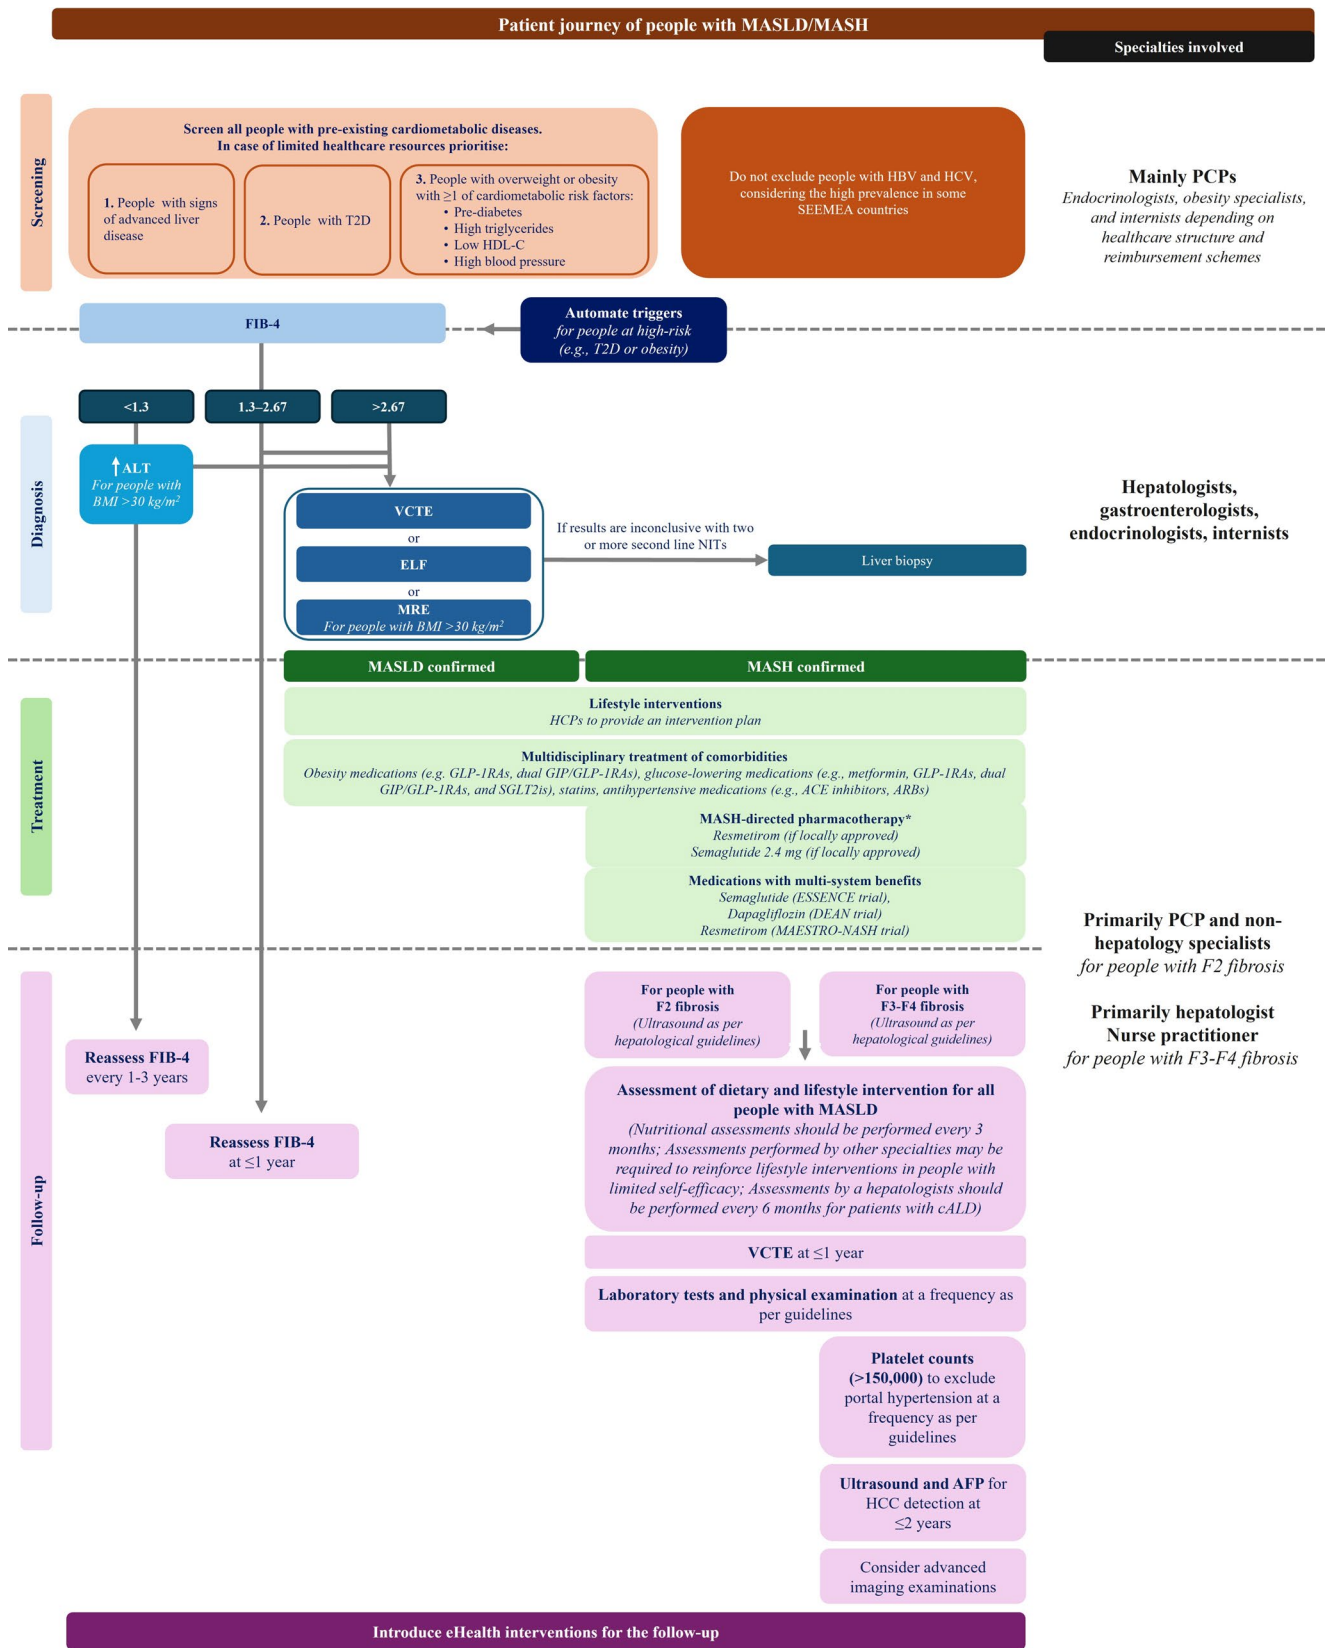 Patient journey of people with MASLD/MASH
Specialties involved
Screening
Screen all people with pre-existing cardiometabolic diseases.
In case of limited healthcare resources prioritise:
1. People with signs
of advanced liver
disease
2. People with T2D
3. People with overweight or obesity
with ≥1 of cardiometabolic risk factors:
• Pre-diabetes
• High triglycerides
• Low HDL-C
• High blood pressure
Do not exclude people with HBV and HCV,
considering the high prevalence in some
SEEMEA countries
Mainly PCPs
Endocrinologists, obesity specialists,
and internists depending on
healthcare structure and
reimbursement schemes
FIB-4
Automate triggers
for people at high-risk
(e.g., T2D or obesity)
Diagnosis
<1.3
1.3–2.67
>2.67
↑ALT
For people with
BMI >30 kg/m²
VCTE
or
ELF
or
MRE
For people with BMI >30 kg/m²
If results are inconclusive with two
or more second line NITs
Liver biopsy
Hepatologists,
gastroenterologists,
endocrinologists, internists
MASLD confirmed
MASH confirmed
Treatment
Lifestyle interventions
HCPs to provide an intervention plan
Multidisciplinary treatment of comorbidities
Obesity medications (e.g. GLP-1RAs, dual GIP/GLP-1RAs), glucose-lowering medications (e.g., metformin, GLP-1RAs, dual
GIP/GLP-1RAs, and SGLT2is), statins, antihypertensive medications (e.g., ACE inhibitors, ARBs)
MASH-directed pharmacotherapy*
Resmetirom (if locally approved)
Semaglutide 2.4 mg (if locally approved)
Medications with multi-system benefits
Semaglutide (ESSENCE trial),
Dapagliflozin (DEAN trial)
Resmetirom (MAESTRO-NASH trial)
Primarily PCP and non-
hepatology specialists
for people with F2 fibrosis
Primarily hepatologist
Nurse practitioner
for people with F3-F4 fibrosis
Follow-up
For people with
F2 fibrosis
(Ultrasound as per
hepatological guidelines)
For people with
F3-F4 fibrosis
(Ultrasound as per
hepatological guidelines)
Reassess FIB-4
every 1-3 years
Reassess FIB-4
at ≤1 year
Assessment of dietary and lifestyle intervention for all
people with MASLD
(Nutritional assessments should be performed every 3
months; Assessments performed by other specialties may be
required to reinforce lifestyle interventions in people with
limited self-efficacy; Assessments by a hepatologists should
be performed every 6 months for patients with cALD)
VCTE at ≤1 year
Laboratory tests and physical examination at a frequency as
per guidelines
Platelet counts
(>150,000) to exclude
portal hypertension at a
frequency as per
guidelines
Ultrasound and AFP for
HCC detection at
≤2 years
Consider advanced
imaging examinations
Introduce eHealth interventions for the follow-up